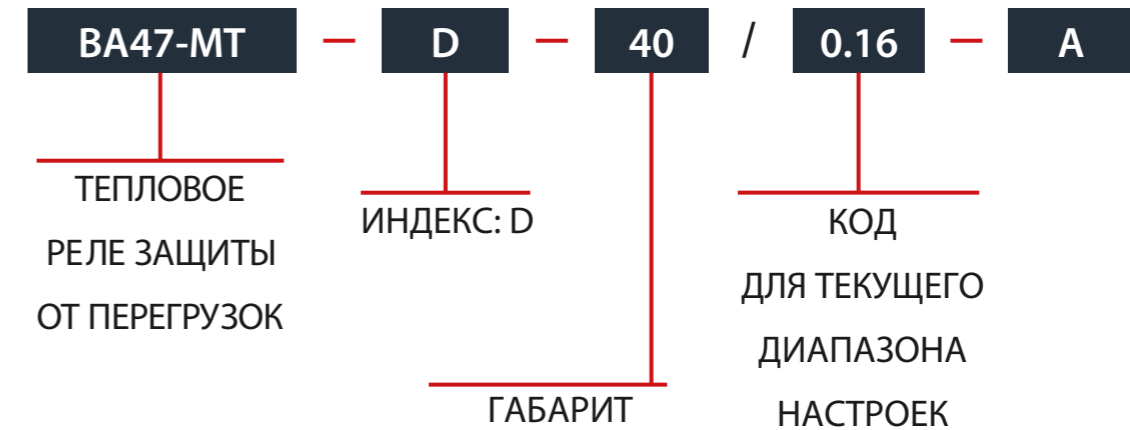 ВА47-МТ – D – 40 / 0.16 – А
ТЕПЛОВОЕ
РЕЛЕ ЗАЩИТЫ
ОТ ПЕРЕГРУЗОК
ИНДЕКС: D
ГАБАРИТ
КОД
ДЛЯ ТЕКУЩЕГО
ДИАПАЗОНА
НАСТРОЕК